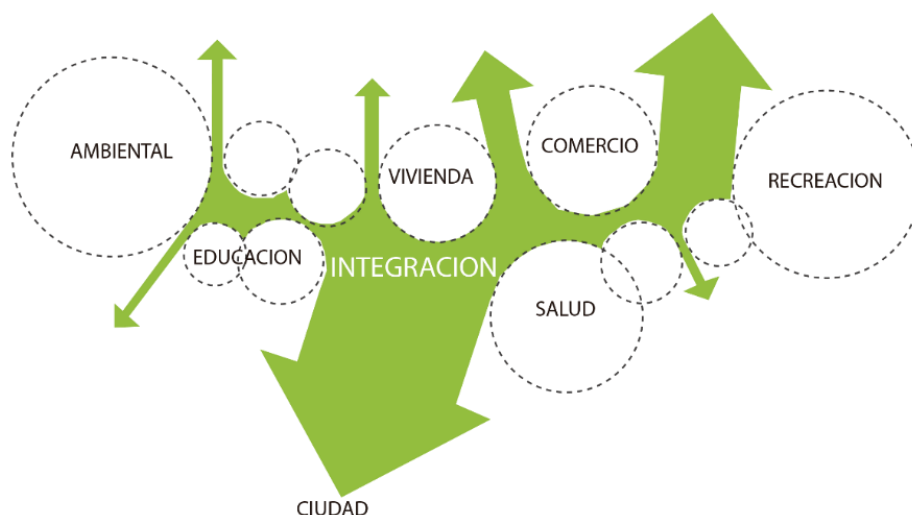 AMBIENTAL
VIVIENDA
COMERCIO
RECREACION
EDUCACION
INTEGRACION
SALUD
CIUDAD